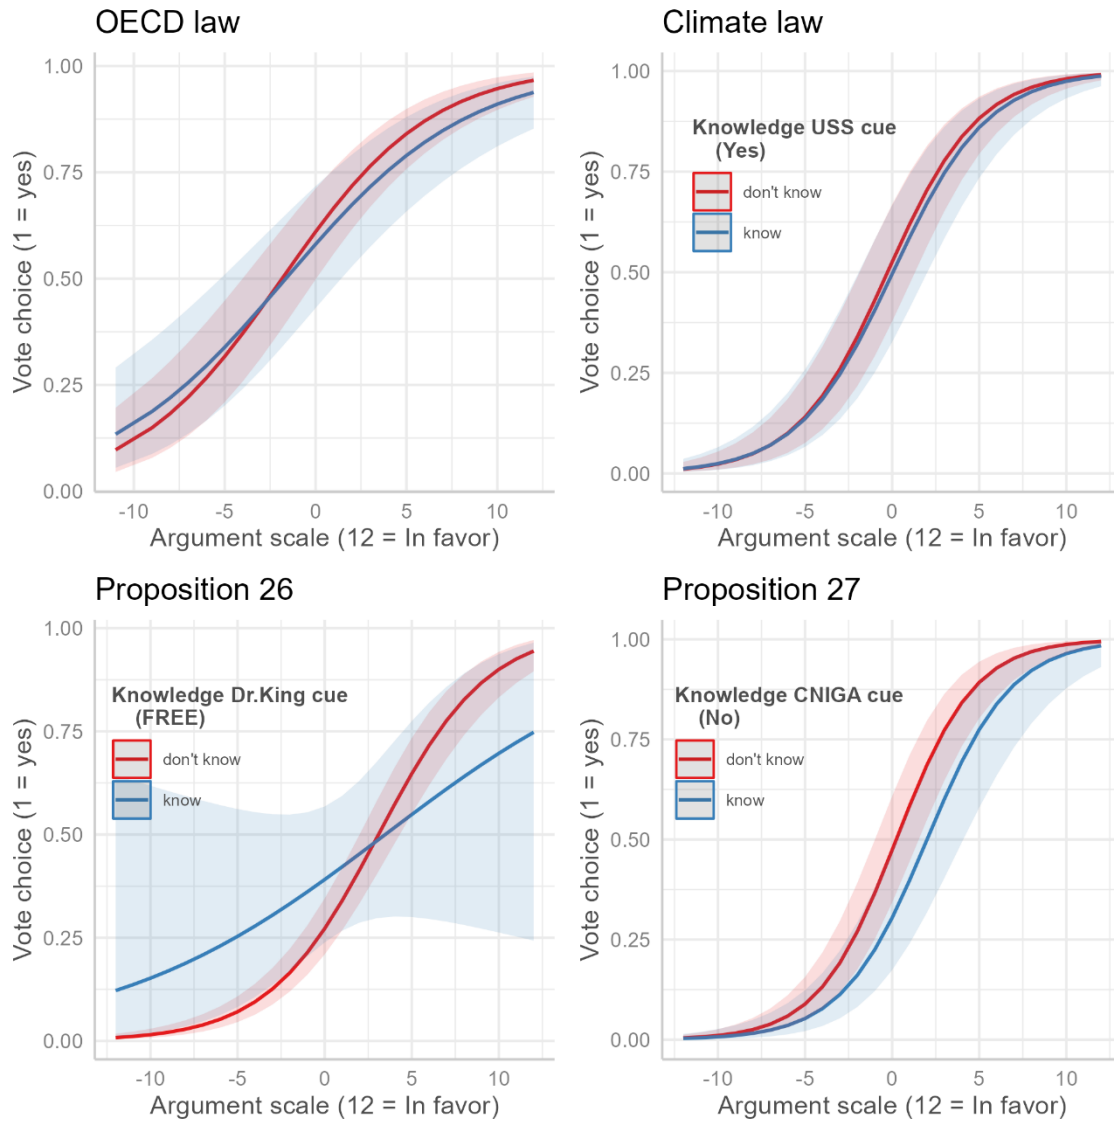 OECD law
Vote choice (1 = yes)
1.00
0.75
0.50
0.25
0.00
-10 -5 0 5 10
Argument scale (12 = In favor)
Climate law
Vote choice (1 = yes)
1.00
0.75
0.50
0.25
0.00
Knowledge USS cue
(Yes)
don't know
know
-10 -5 0 5 10
Argument scale (12 = In favor)
Proposition 26
Vote choice (1 = yes)
1.00
0.75
0.50
0.25
0.00
Knowledge Dr.King cue
(FREE)
don't know
know
-10 -5 0 5 10
Argument scale (12 = In favor)
Proposition 27
Vote choice (1 = yes)
1.00
0.75
0.50
0.25
0.00
Knowledge CNIGA cue
(No)
don't know
know
-10 -5 0 5 10
Argument scale (12 = In favor)